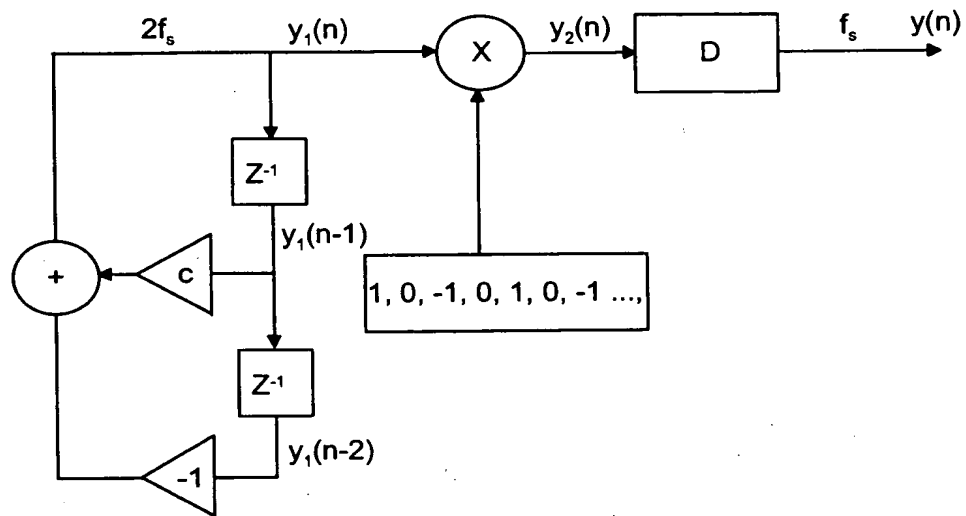 2fₛ
y₁(n)
X
y₂(n)
D
fₛ
y(n)
Z⁻¹
y₁(n-1)
+
c
1, 0, -1, 0, 1, 0, -1 ...,
Z⁻¹
y₁(n-2)
-1